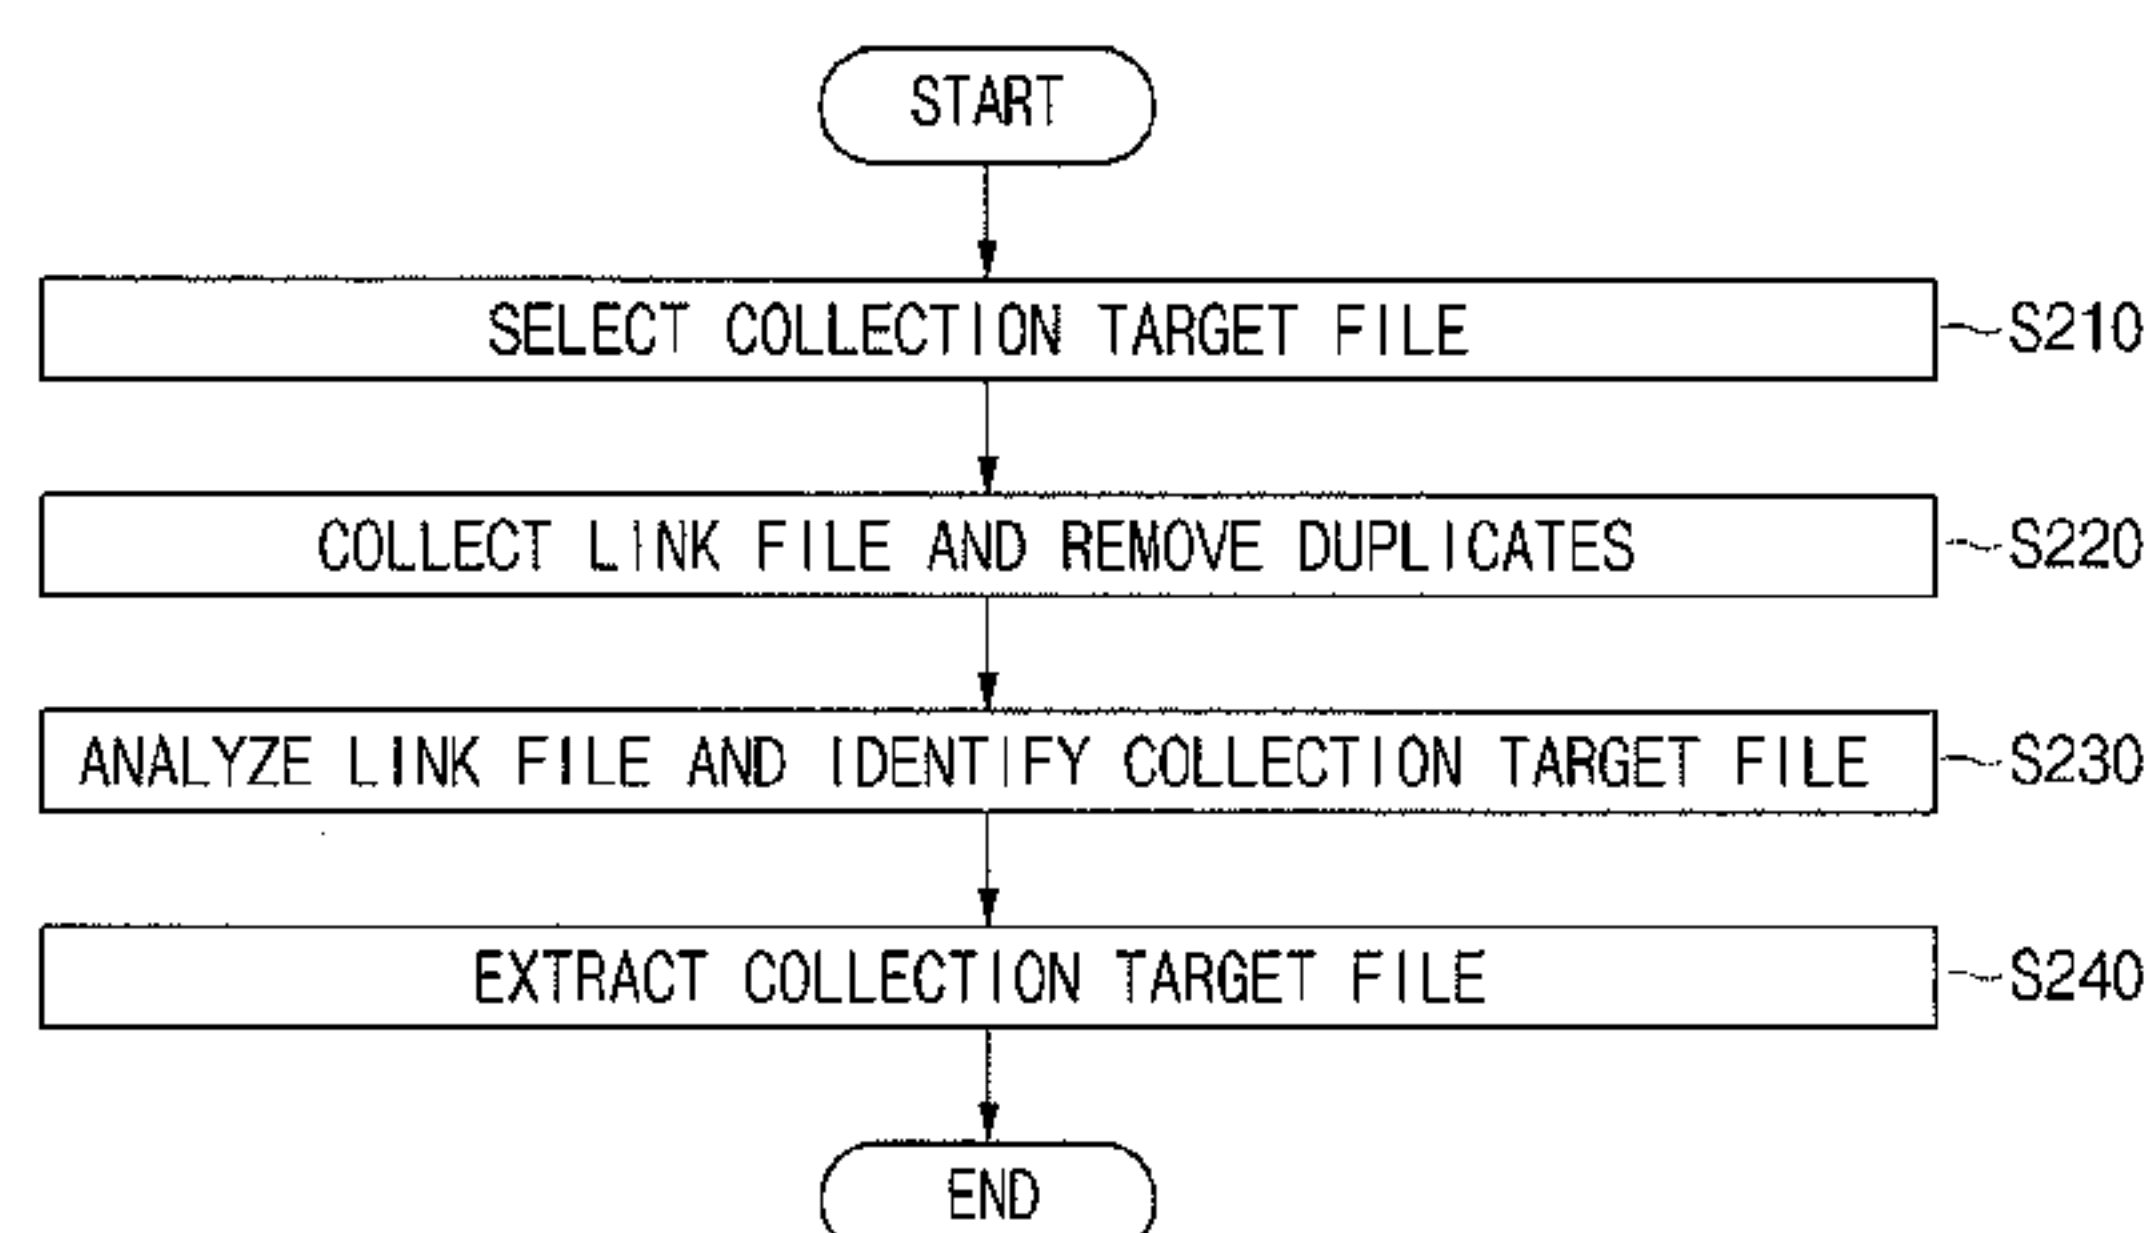 START
SELECT COLLECTION TARGET FILE
S210
COLLECT LINK FILE AND REMOVE DUPLICATES
S220
ANALYZE LINK FILE AND IDENTIFY COLLECTION TARGET FILE
S230
EXTRACT COLLECTION TARGET FILE
S240
END